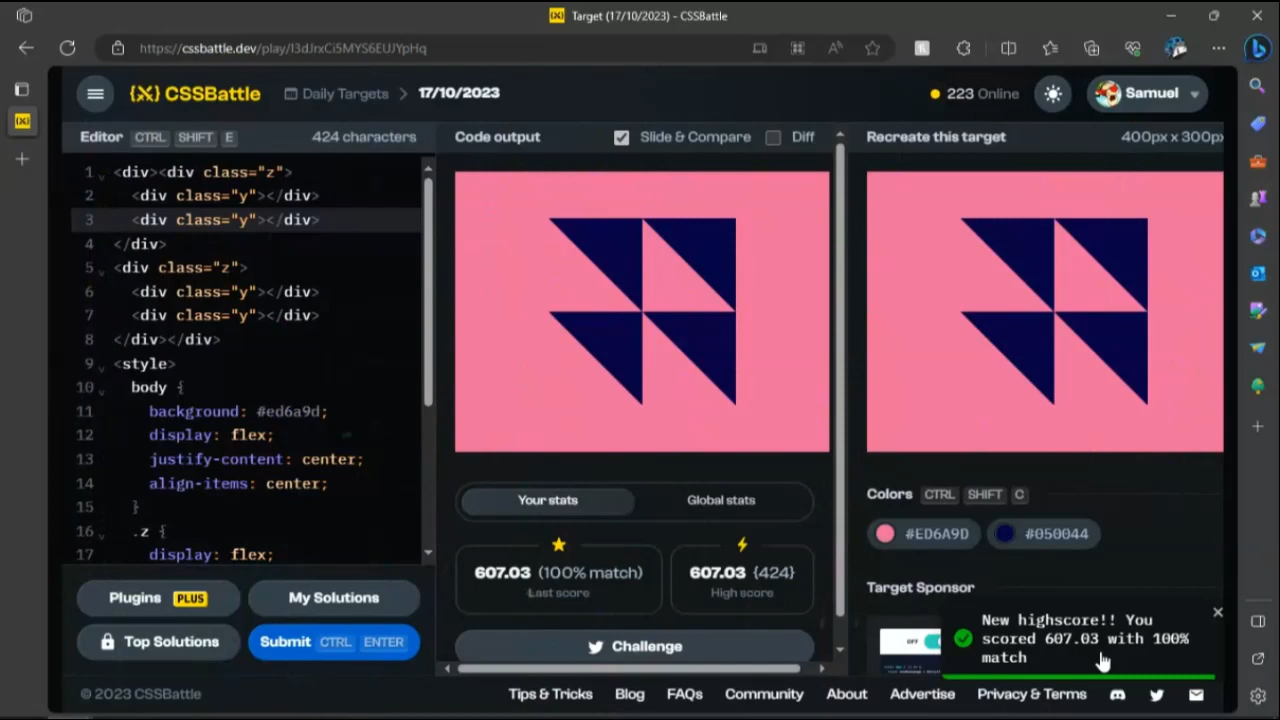 Target (17/10/2023) - CSSBattle
https://cssbattle.dev/play/l3dJrxCi5MYS6EUJYpHq
{X} CSSBattle
Daily Targets > 17/10/2023
223 Online
Samuel
Editor CTRL SHIFT E 424 characters
1 <div><div class="z">
2 <div class="y"></div>
3 <div class="y"></div>
4 </div>
5 <div class="z">
6 <div class="y"></div>
7 <div class="y"></div>
8 </div></div>
9 <style>
10 body {
11 background: #ed6a9d;
12 display: flex;
13 justify-content: center;
14 align-items: center;
15 }
16 .z {
17 display: flex;
Plugins PLUS
My Solutions
Top Solutions
Submit CTRL ENTER
Code output Slide & Compare Diff
Your stats Global stats
607.03 (100% match)
Last score
607.03 {424}
High score
Challenge
Recreate this target 400px x 300px
Colors CTRL SHIFT C
#ED6A9D #050044
Target Sponsor
OFF
New highscore!! You
scored 607.03 with 100%
match
© 2023 CSSBattle
Tips & Tricks Blog FAQs Community About Advertise Privacy & Terms